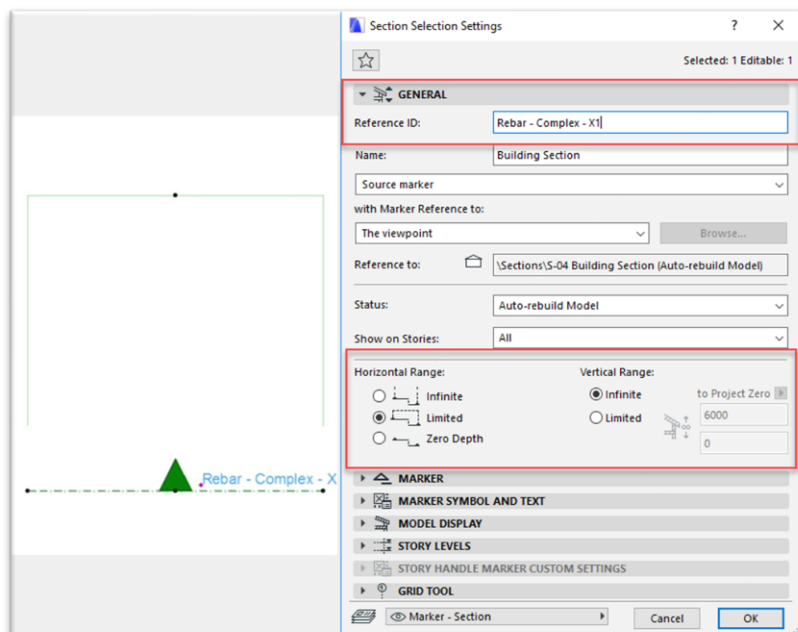 Section Selection Settings
?
Selected: 1 Editable: 1
GENERAL
Reference ID:
Rebar - Complex - X1
Name:
Building Section
Source marker
with Marker Reference to:
The viewpoint
Browse...
Reference to:
\Sections\S-04 Building Section (Auto-rebuild Model)
Status:
Auto-rebuild Model
Show on Stories:
All
Horizontal Range:
Vertical Range:
Infinite
Infinite
to Project Zero
Limited
Limited
6000
Zero Depth
0
Rebar - Complex - X
MARKER
MARKER SYMBOL AND TEXT
MODEL DISPLAY
STORY LEVELS
STORY HANDLE MARKER CUSTOM SETTINGS
GRID TOOL
Marker - Section
Cancel
OK